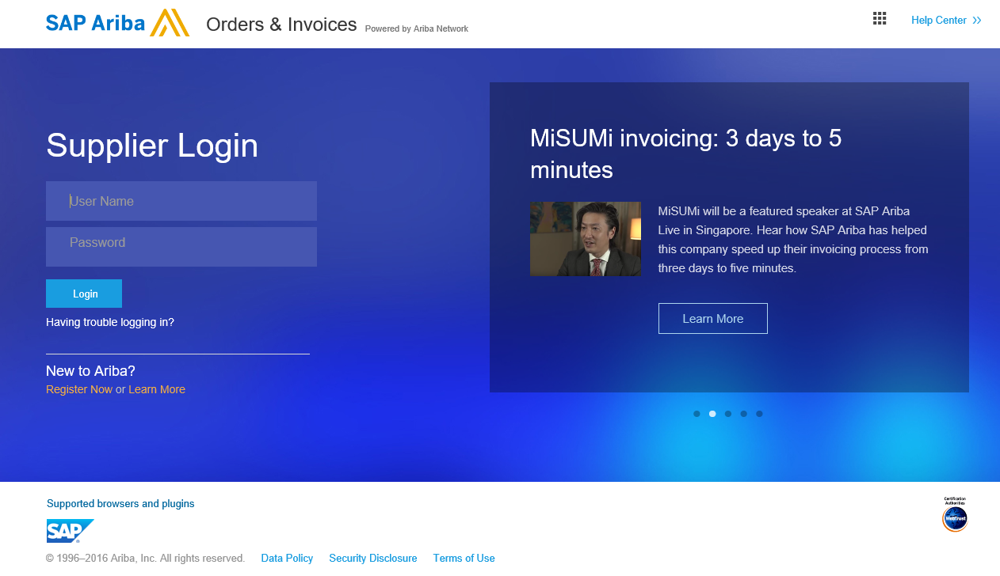 SAP Ariba
Orders & Invoices
Powered by Ariba Network
Help Center
Supplier Login
User Name
Password
Login
Having trouble logging in?
New to Ariba?
Register Now or Learn More
MiSUMi invoicing: 3 days to 5
minutes
MiSUMi will be a featured speaker at SAP Ariba
Live in Singapore. Hear how SAP Ariba has helped
this company speed up their invoicing process from
three days to five minutes.
Learn More
Supported browsers and plugins
SAP
Certification
Authorities
WebTrust
© 1996–2016 Ariba, Inc. All rights reserved.
Data Policy
Security Disclosure
Terms of Use